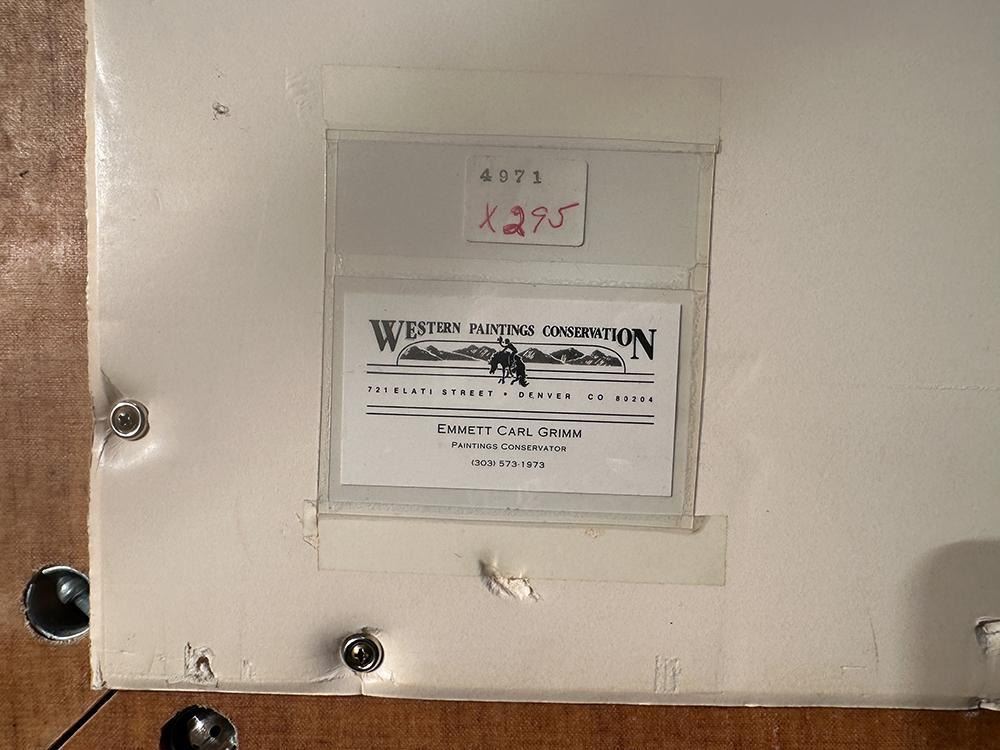 4971
X295
WESTERN PAINTINGS CONSERVATION
721 ELATI STREET • DENVER CO 80204
EMMETT CARL GRIMM
PAINTINGS CONSERVATOR
(303) 573-1973